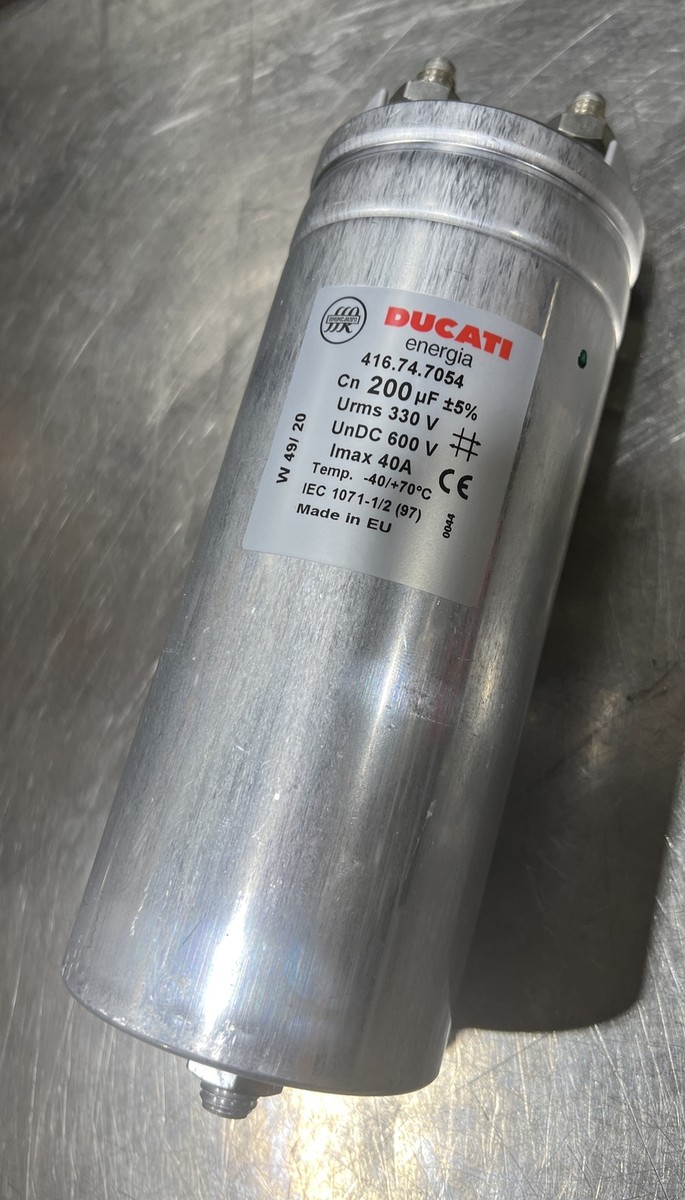 DUCATI
energia
416.74.7054
Cn 200 µF ±5%
Urms 330 V
UnDC 600 V
Imax 40A
Temp. -40/+70°C
IEC 1071-1/2 (97)
Made in EU
W 49/ 20
CE
0044